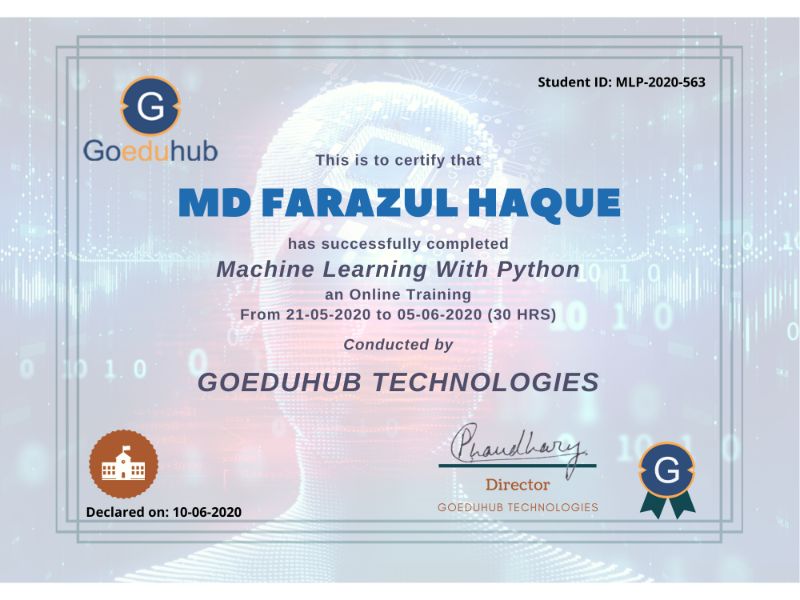 Student ID: MLP-2020-563
G
Goeduhub
This is to certify that
MD FARAZUL HAQUE
has successfully completed
Machine Learning With Python
an Online Training
From 21-05-2020 to 05-06-2020 (30 HRS)
Conducted by
GOEDUHUB TECHNOLOGIES
Declared on: 10-06-2020
Director
GOEDUHUB TECHNOLOGIES
G